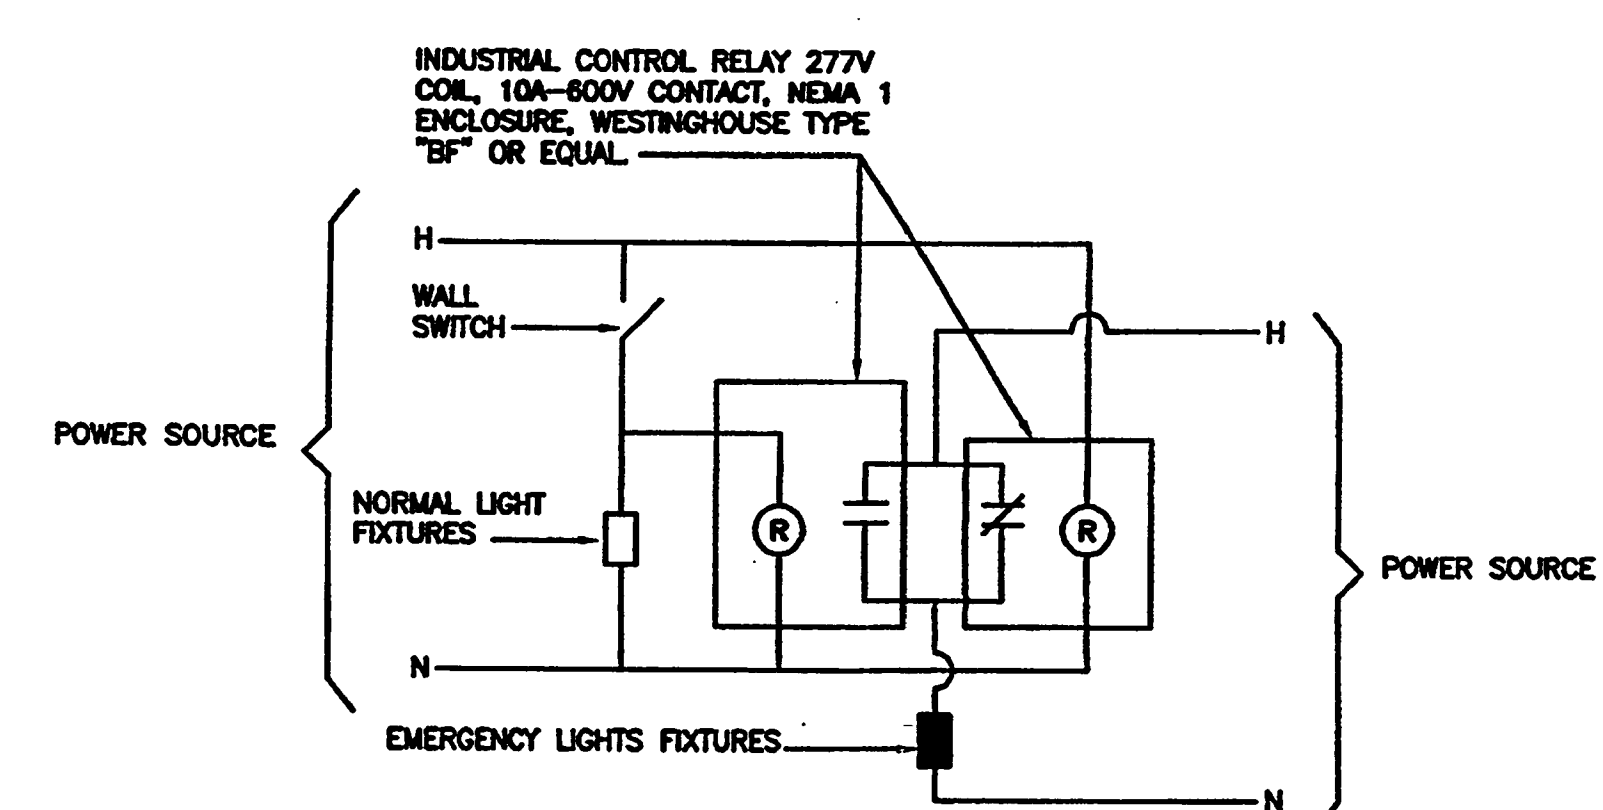 INDUSTRIAL CONTROL RELAY 277V
COIL, 10A-600V CONTACT, NEMA 1
ENCLOSURE, WESTINGHOUSE TYPE
"BF" OR EQUAL.
H
WALL
SWITCH
H
POWER SOURCE
NORMAL LIGHT
FIXTURES
R
R
POWER SOURCE
N
EMERGENCY LIGHTS FIXTURES
N